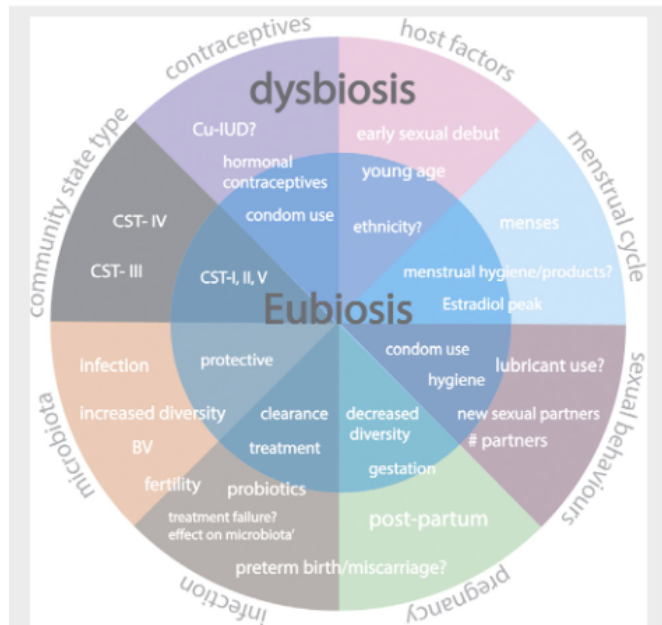 contraceptives
host factors
dysbiosis
Cu-IUD?
early sexual debut
hormonal
contraceptives
young age
community state type
menstrual cycle
CST- IV
condom use
ethnicity?
menses
CST- III
CST-I, II, V
menstrual hygiene/products?
Eubiosis
Estradiol peak
infection
protective
condom use
lubricant use?
hygiene
increased diversity
clearance
decreased
diversity
new sexual partners
# partners
BV
treatment
gestation
fertility
probiotics
treatment failure?
effect on microbiota'
post-partum
preterm birth/miscarriage?
microbiota
sexual behaviours
infection
pregnancy